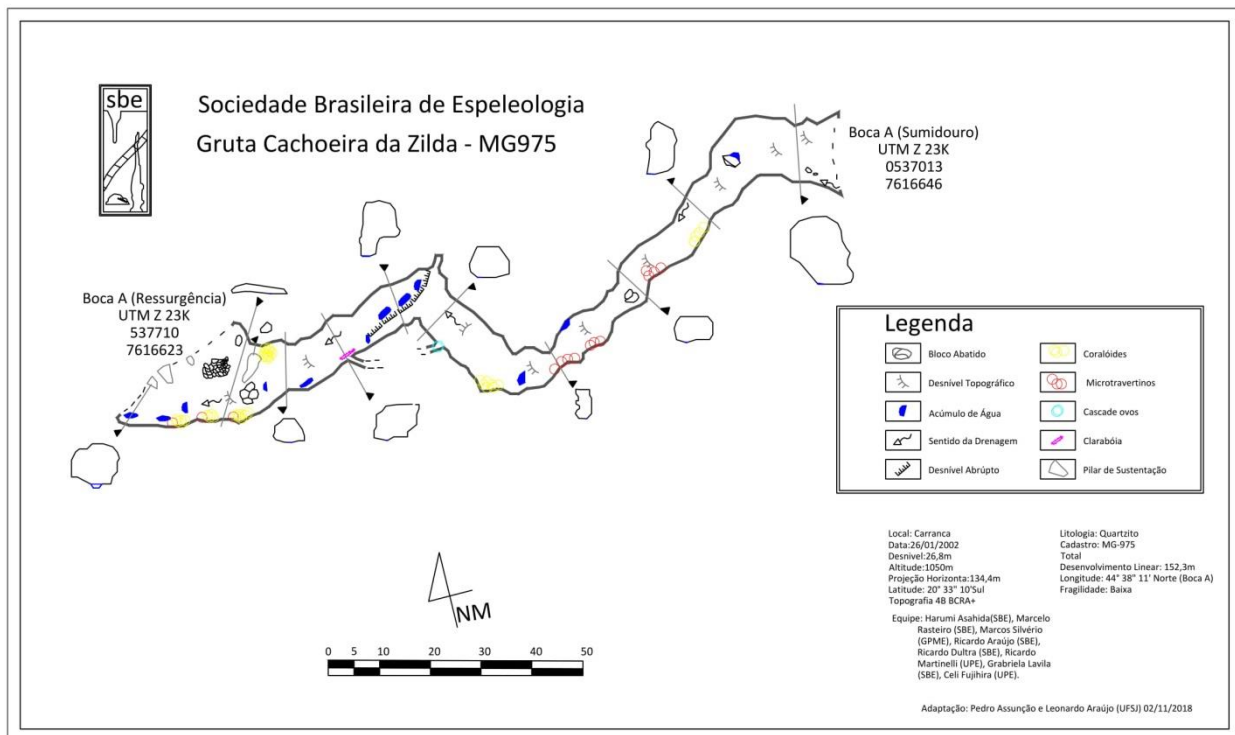 sbe
Sociedade Brasileira de Espeleologia
Gruta Cachoeira da Zilda - MG975
Boca A (Sumidouro)
UTM Z 23K
0537013
7616646
Boca A (Ressurgência)
UTM Z 23K
537710
7616623
Legenda
Bloco Abatido
Coralóides
Desnível Topográfico
Microtravertinos
Acúmulo de Água
Cascade ovos
Sentido da Drenagem
Clarabóia
Desnível Abrúpto
Pilar de Sustentação
NM
0 5 10 20 30 40 50
Local: Carranca
Data:26/01/2002
Desnivel:26,8m
Altitude:1050m
Projeção Horizonta:134,4m
Latitude: 20° 33" 10'Sul
Topografia 4B BCRA+
Litologia: Quartzito
Cadastro: MG-975
Total
Desenvolvimento Linear: 152,3m
Longitude: 44° 38" 11' Norte (Boca A)
Fragilidade: Baixa
Equipe: Harumi Asahida(SBE), Marcelo
Rasteiro (SBE), Marcos Silvério
(GPME), Ricardo Araújo (SBE),
Ricardo Dultra (SBE), Ricardo
Martinelli (UPE), Grabriela Lavila
(SBE), Celi Fujihira (UPE).
Adaptação: Pedro Assunção e Leonardo Araújo (UFSJ) 02/11/2018